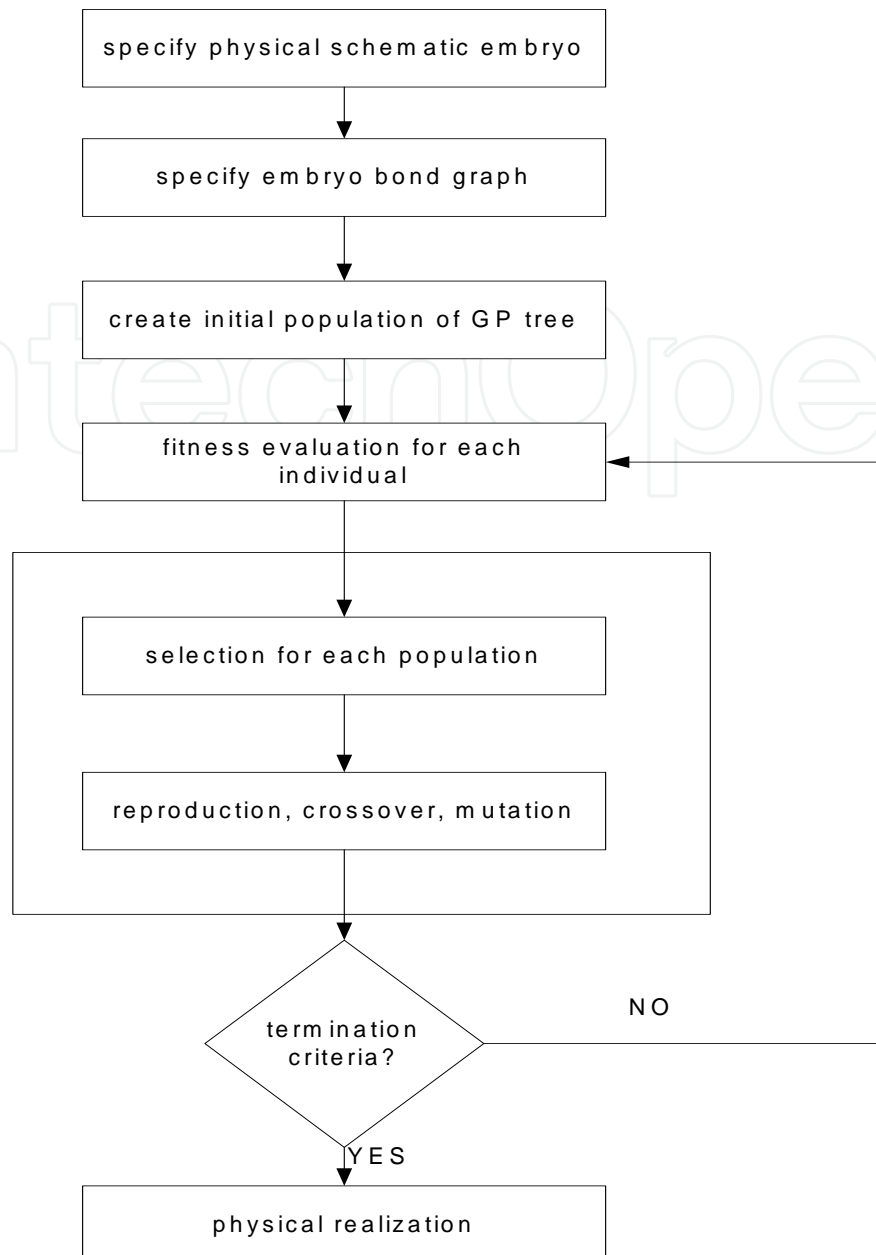 specify physical schematic embryo
specify embryo bond graph
create initial population of GP tree
fitness evaluation for each
individual
selection for each population
reproduction, crossover, mutation
termination
criteria?
NO
YES
physical realization